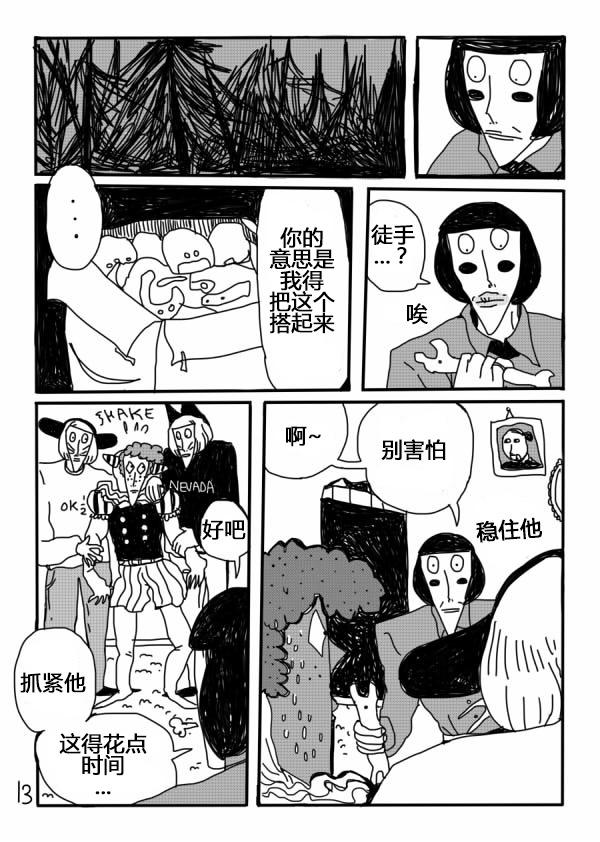 ...
你的
意思是
我得
把这个
搭起来
徒手
...？
唉
SHAKE
OK
NEVADA
好吧
抓紧他
这得花点
时间
...
啊~
别害怕
稳住他
13